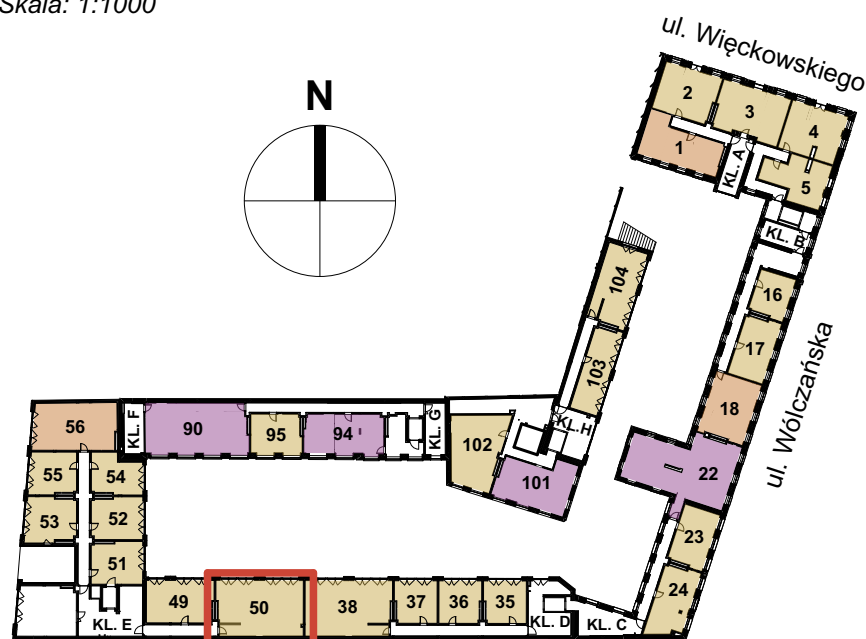 Skala: 1:1000
ul. Więckowskiego
N
2
3
4
1
KL. A
5
KL. B
104
16
17
ul. Wólczańska
103
18
56
KL. F
90
95
94
KL. G
102
KL.H
101
22
55
54
53
52
51
23
24
49
50
38
37
36
35
KL. D
KL. C
KL. E